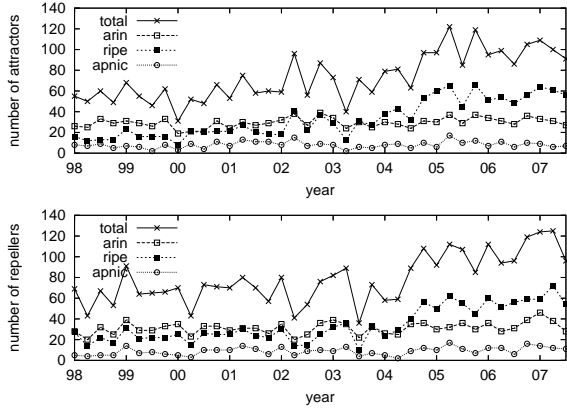 140
120
100
80
60
40
20
0
number of attractors
total
arin
ripe
apnic
98 99 00 01 02 03 04 05 06 07
year
140
120
100
80
60
40
20
0
number of repellers
total
arin
ripe
apnic
98 99 00 01 02 03 04 05 06 07
year